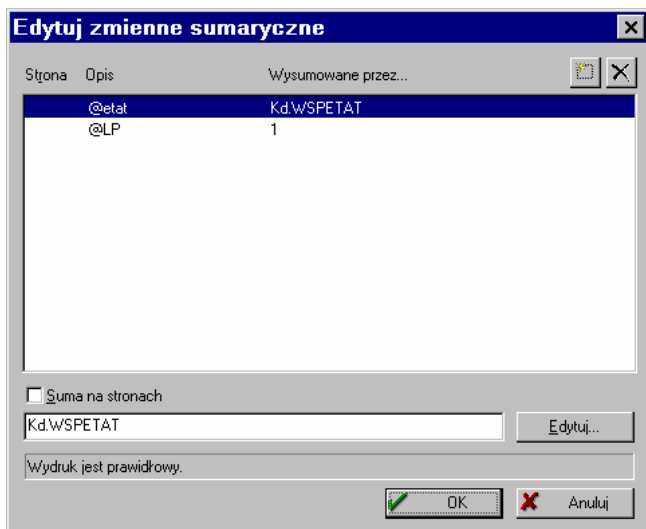 Edytuj zmienne sumaryczne
Strona Opis Wysumowane przez...
@etat Kd.WSPETAT
@LP 1
Suma na stronach
Kd.WSPETAT Edytuj...
Wydruk jest prawidłowy.
OK Anuluj